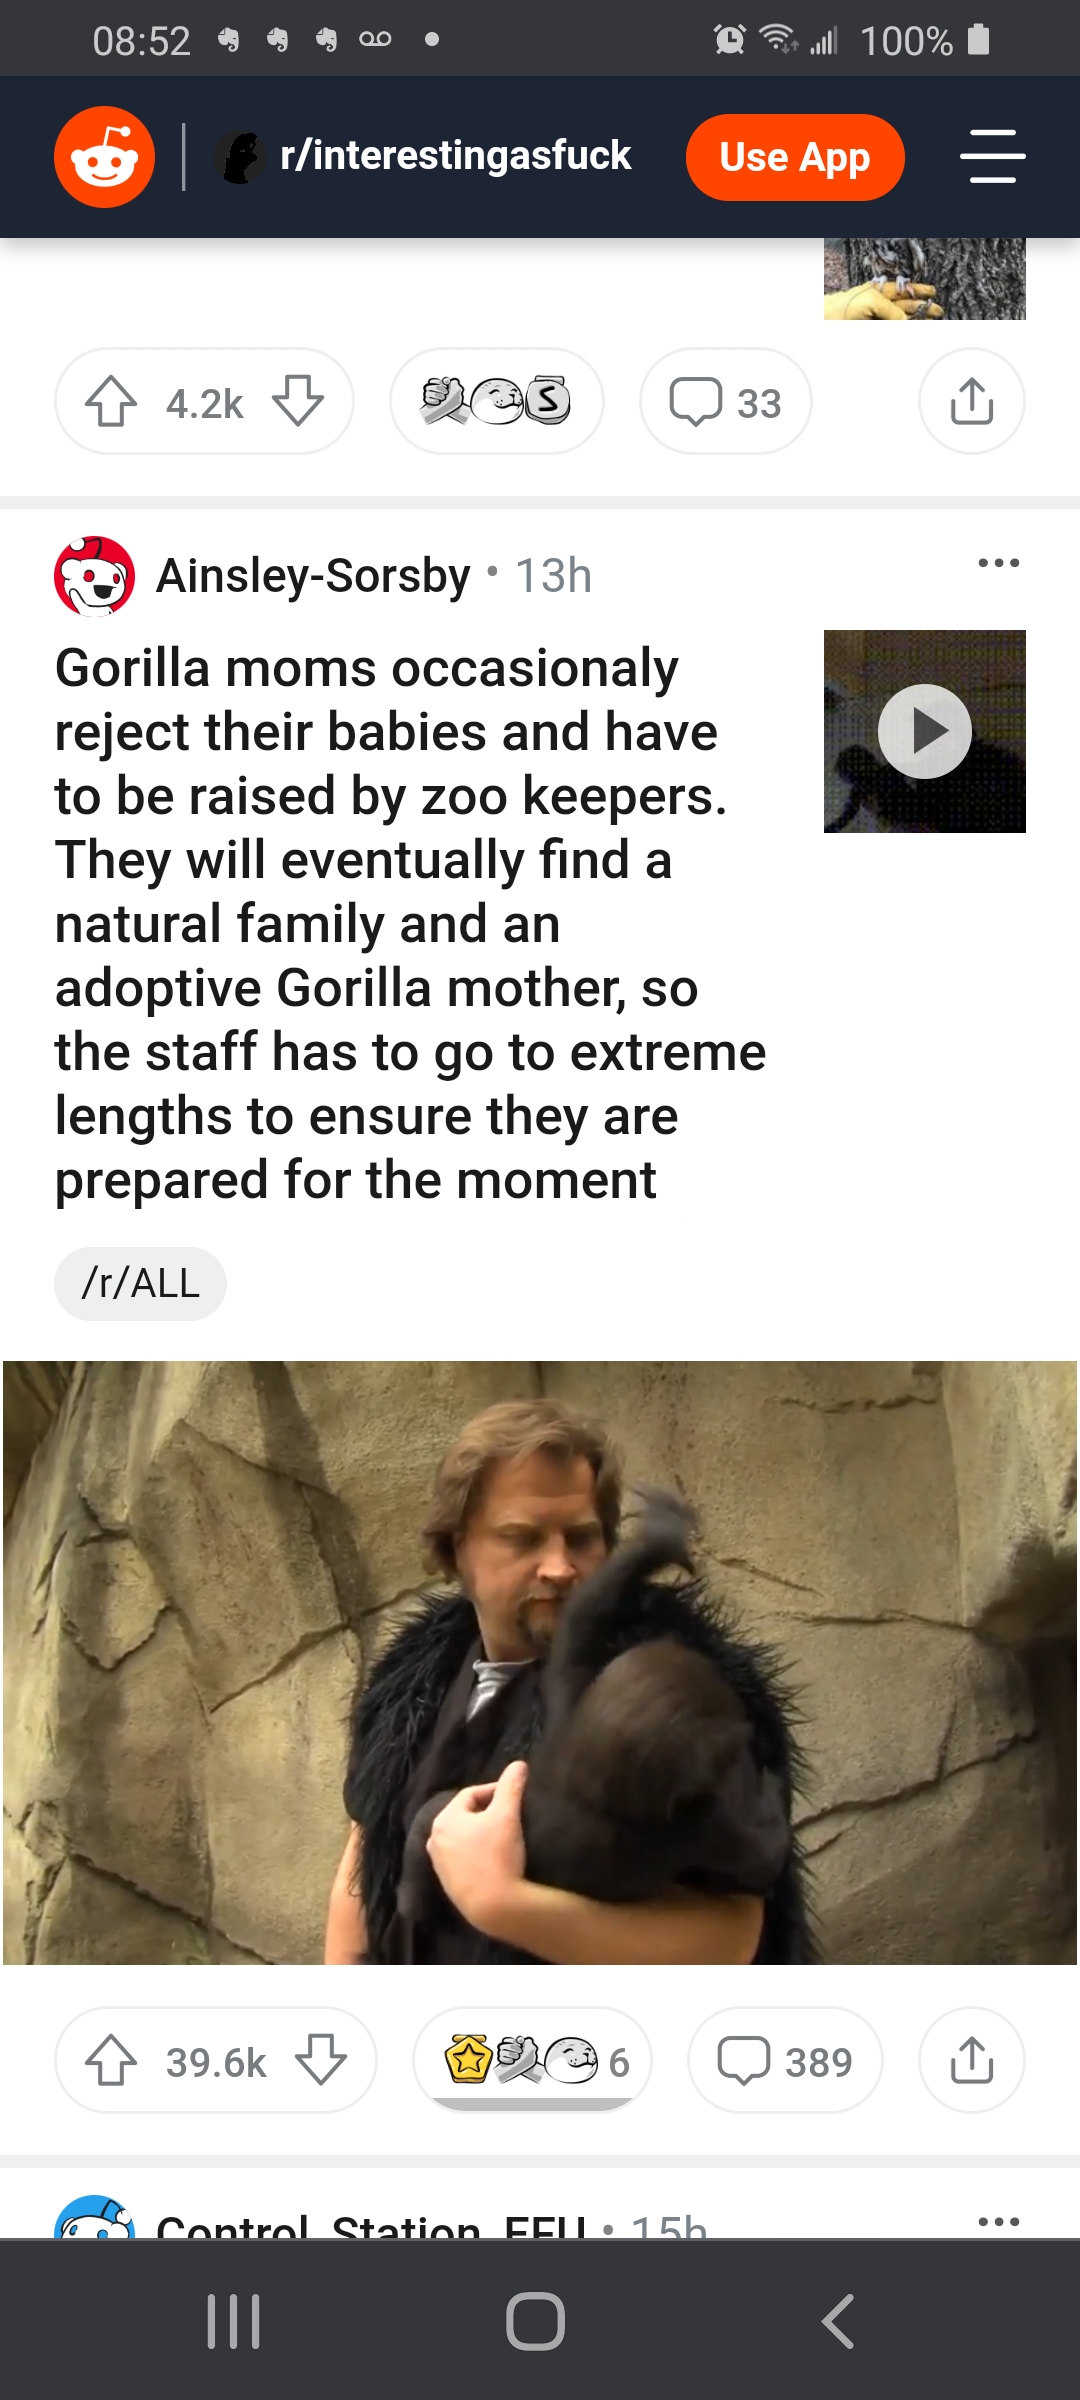 08:52
100%
r/interestingasfuck
Use App
4.2k
33
Ainsley-Sorsby • 13h
Gorilla moms occasionaly
reject their babies and have
to be raised by zoo keepers.
They will eventually find a
natural family and an
adoptive Gorilla mother, so
the staff has to go to extreme
lengths to ensure they are
prepared for the moment
/r/ALL
39.6k
6
389
Control_Station_EFU • 15h